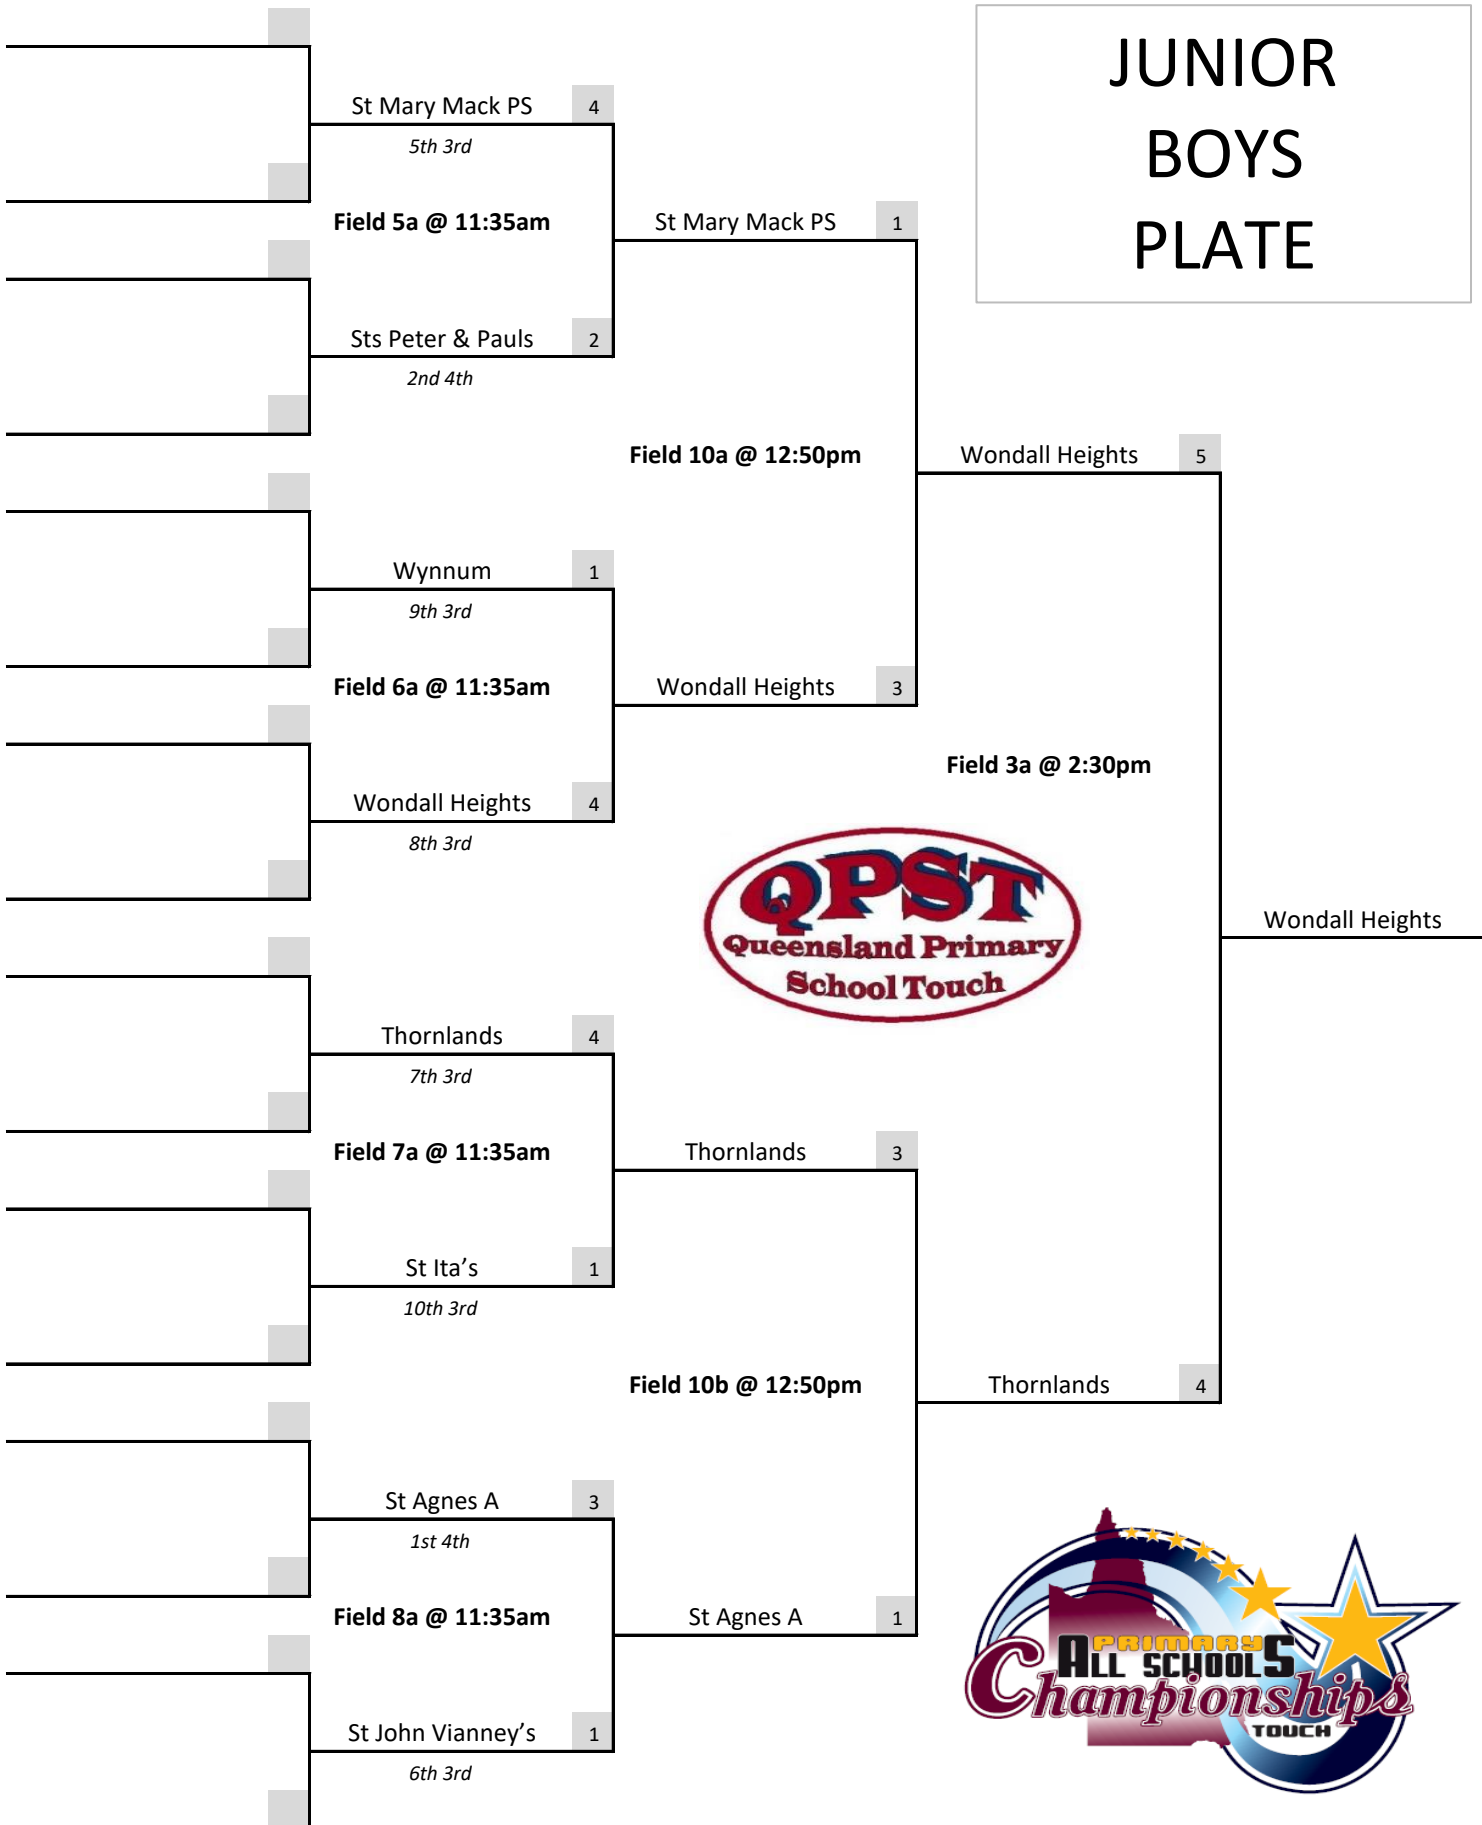 JUNIOR
BOYS
PLATE
St Mary Mack PS 4
5th 3rd
Field 5a @ 11:35am
St Mary Mack PS 1
Sts Peter & Pauls 2
2nd 4th
Field 10a @ 12:50pm
Wondall Heights 5
Wynnum 1
9th 3rd
Field 6a @ 11:35am
Wondall Heights 3
Field 3a @ 2:30pm
Wondall Heights 4
8th 3rd
QPST
Queensland Primary
School Touch
Wondall Heights
Thornlands 4
7th 3rd
Field 7a @ 11:35am
Thornlands 3
St Ita’s 1
10th 3rd
Field 10b @ 12:50pm
Thornlands 4
St Agnes A 3
1st 4th
Field 8a @ 11:35am
St Agnes A 1
St John Vianney’s 1
6th 3rd
PRIMARY
ALL SCHOOLS
Championships
TOUCH